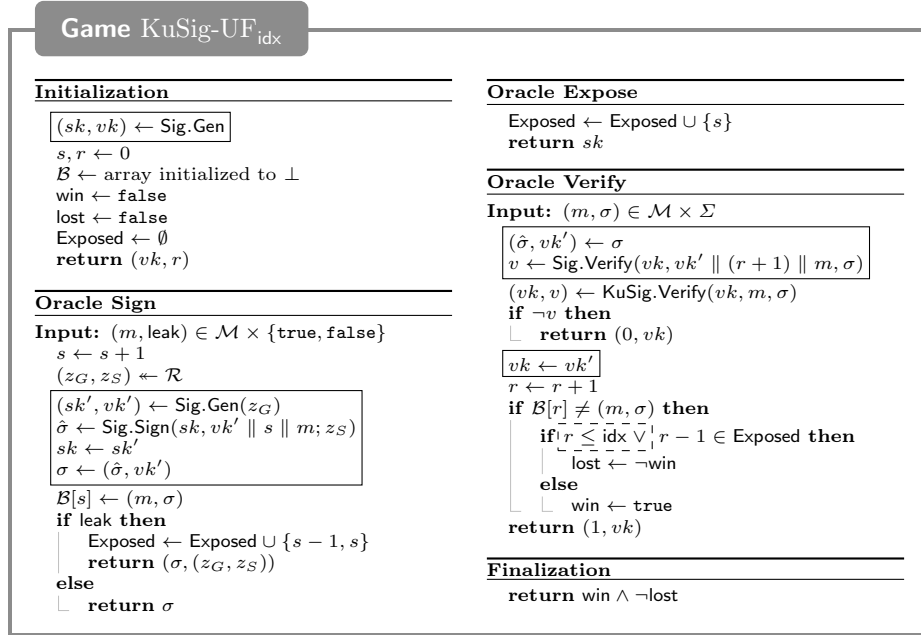 Game KuSig-UF_idx
Initialization
(sk, vk) ← Sig.Gen
s, r ← 0
𝓑 ← array initialized to ⊥
win ← false
lost ← false
Exposed ← ∅
return (vk, r)
Oracle Sign
Input: (m, leak) ∈ 𝓜 × {true, false}
s ← s + 1
(z_G, z_S) ↞ 𝓡
(sk′, vk′) ← Sig.Gen(z_G)
σ̂ ← Sig.Sign(sk, vk′ ∥ s ∥ m; z_S)
sk ← sk′
σ ← (σ̂, vk′)
𝓑[s] ← (m, σ)
if leak then
Exposed ← Exposed ∪ {s − 1, s}
return (σ, (z_G, z_S))
else
return σ
Oracle Expose
Exposed ← Exposed ∪ {s}
return sk
Oracle Verify
Input: (m, σ) ∈ 𝓜 × Σ
(σ̂, vk′) ← σ
v ← Sig.Verify(vk, vk′ ∥ (r + 1) ∥ m, σ)
(vk, v) ← KuSig.Verify(vk, m, σ)
if ¬v then
return (0, vk)
vk ← vk′
r ← r + 1
if 𝓑[r] ≠ (m, σ) then
if r ≤ idx ∨ r − 1 ∈ Exposed then
lost ← ¬win
else
win ← true
return (1, vk)
Finalization
return win ∧ ¬lost